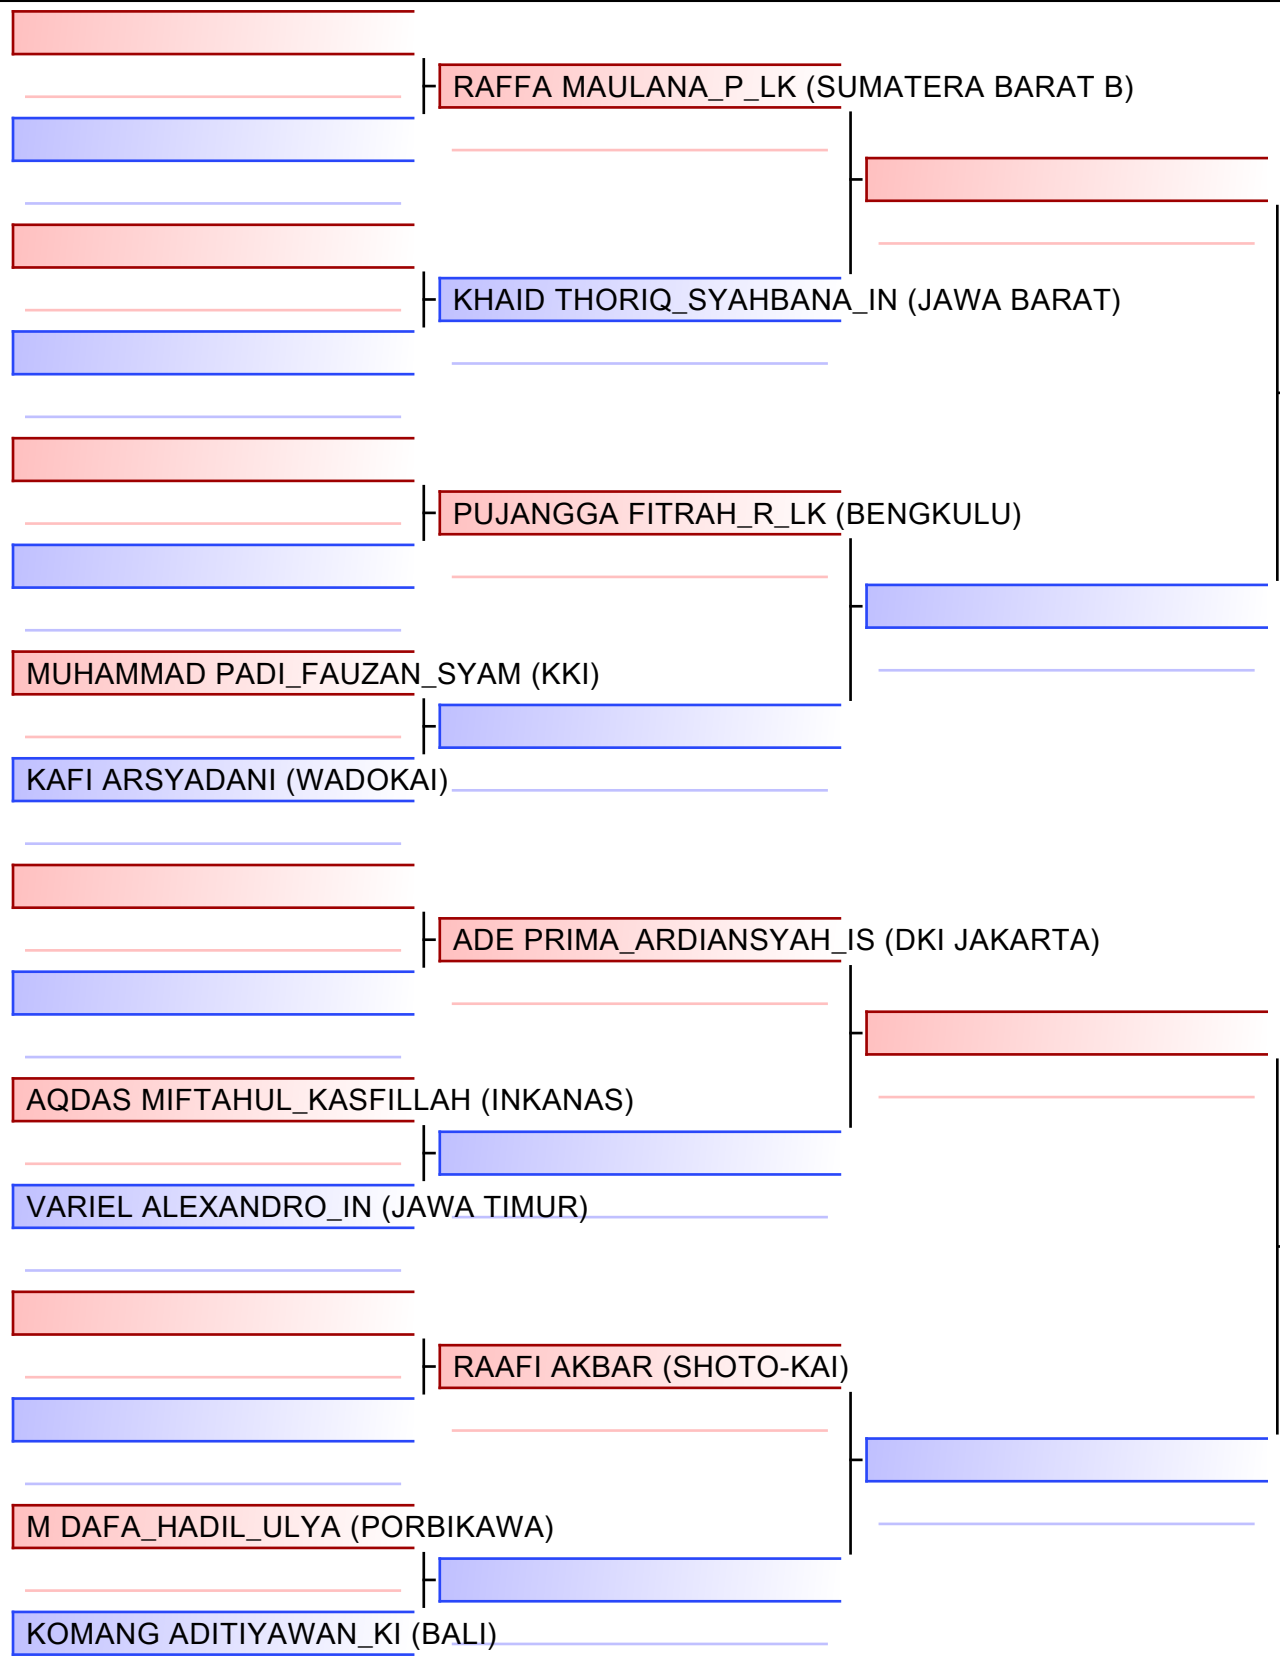 RAFFA MAULANA_P_LK (SUMATERA BARAT B)
KHAID THORIQ_SYAHBANA_IN (JAWA BARAT)
PUJANGGA FITRAH_R_LK (BENGKULU)
MUHAMMAD PADI_FAUZAN_SYAM (KKI)
KAFI ARSYADANI (WADOKAI)
ADE PRIMA_ARDIANSYAH_IS (DKI JAKARTA)
AQDAS MIFTAHUL_KASFILLAH (INKANAS)
VARIEL ALEXANDRO_IN (JAWA TIMUR)
RAAFI AKBAR (SHOTO-KAI)
M DAFA_HADIL_ULYA (PORBIKAWA)
KOMANG ADITIYAWAN_KI (BALI)